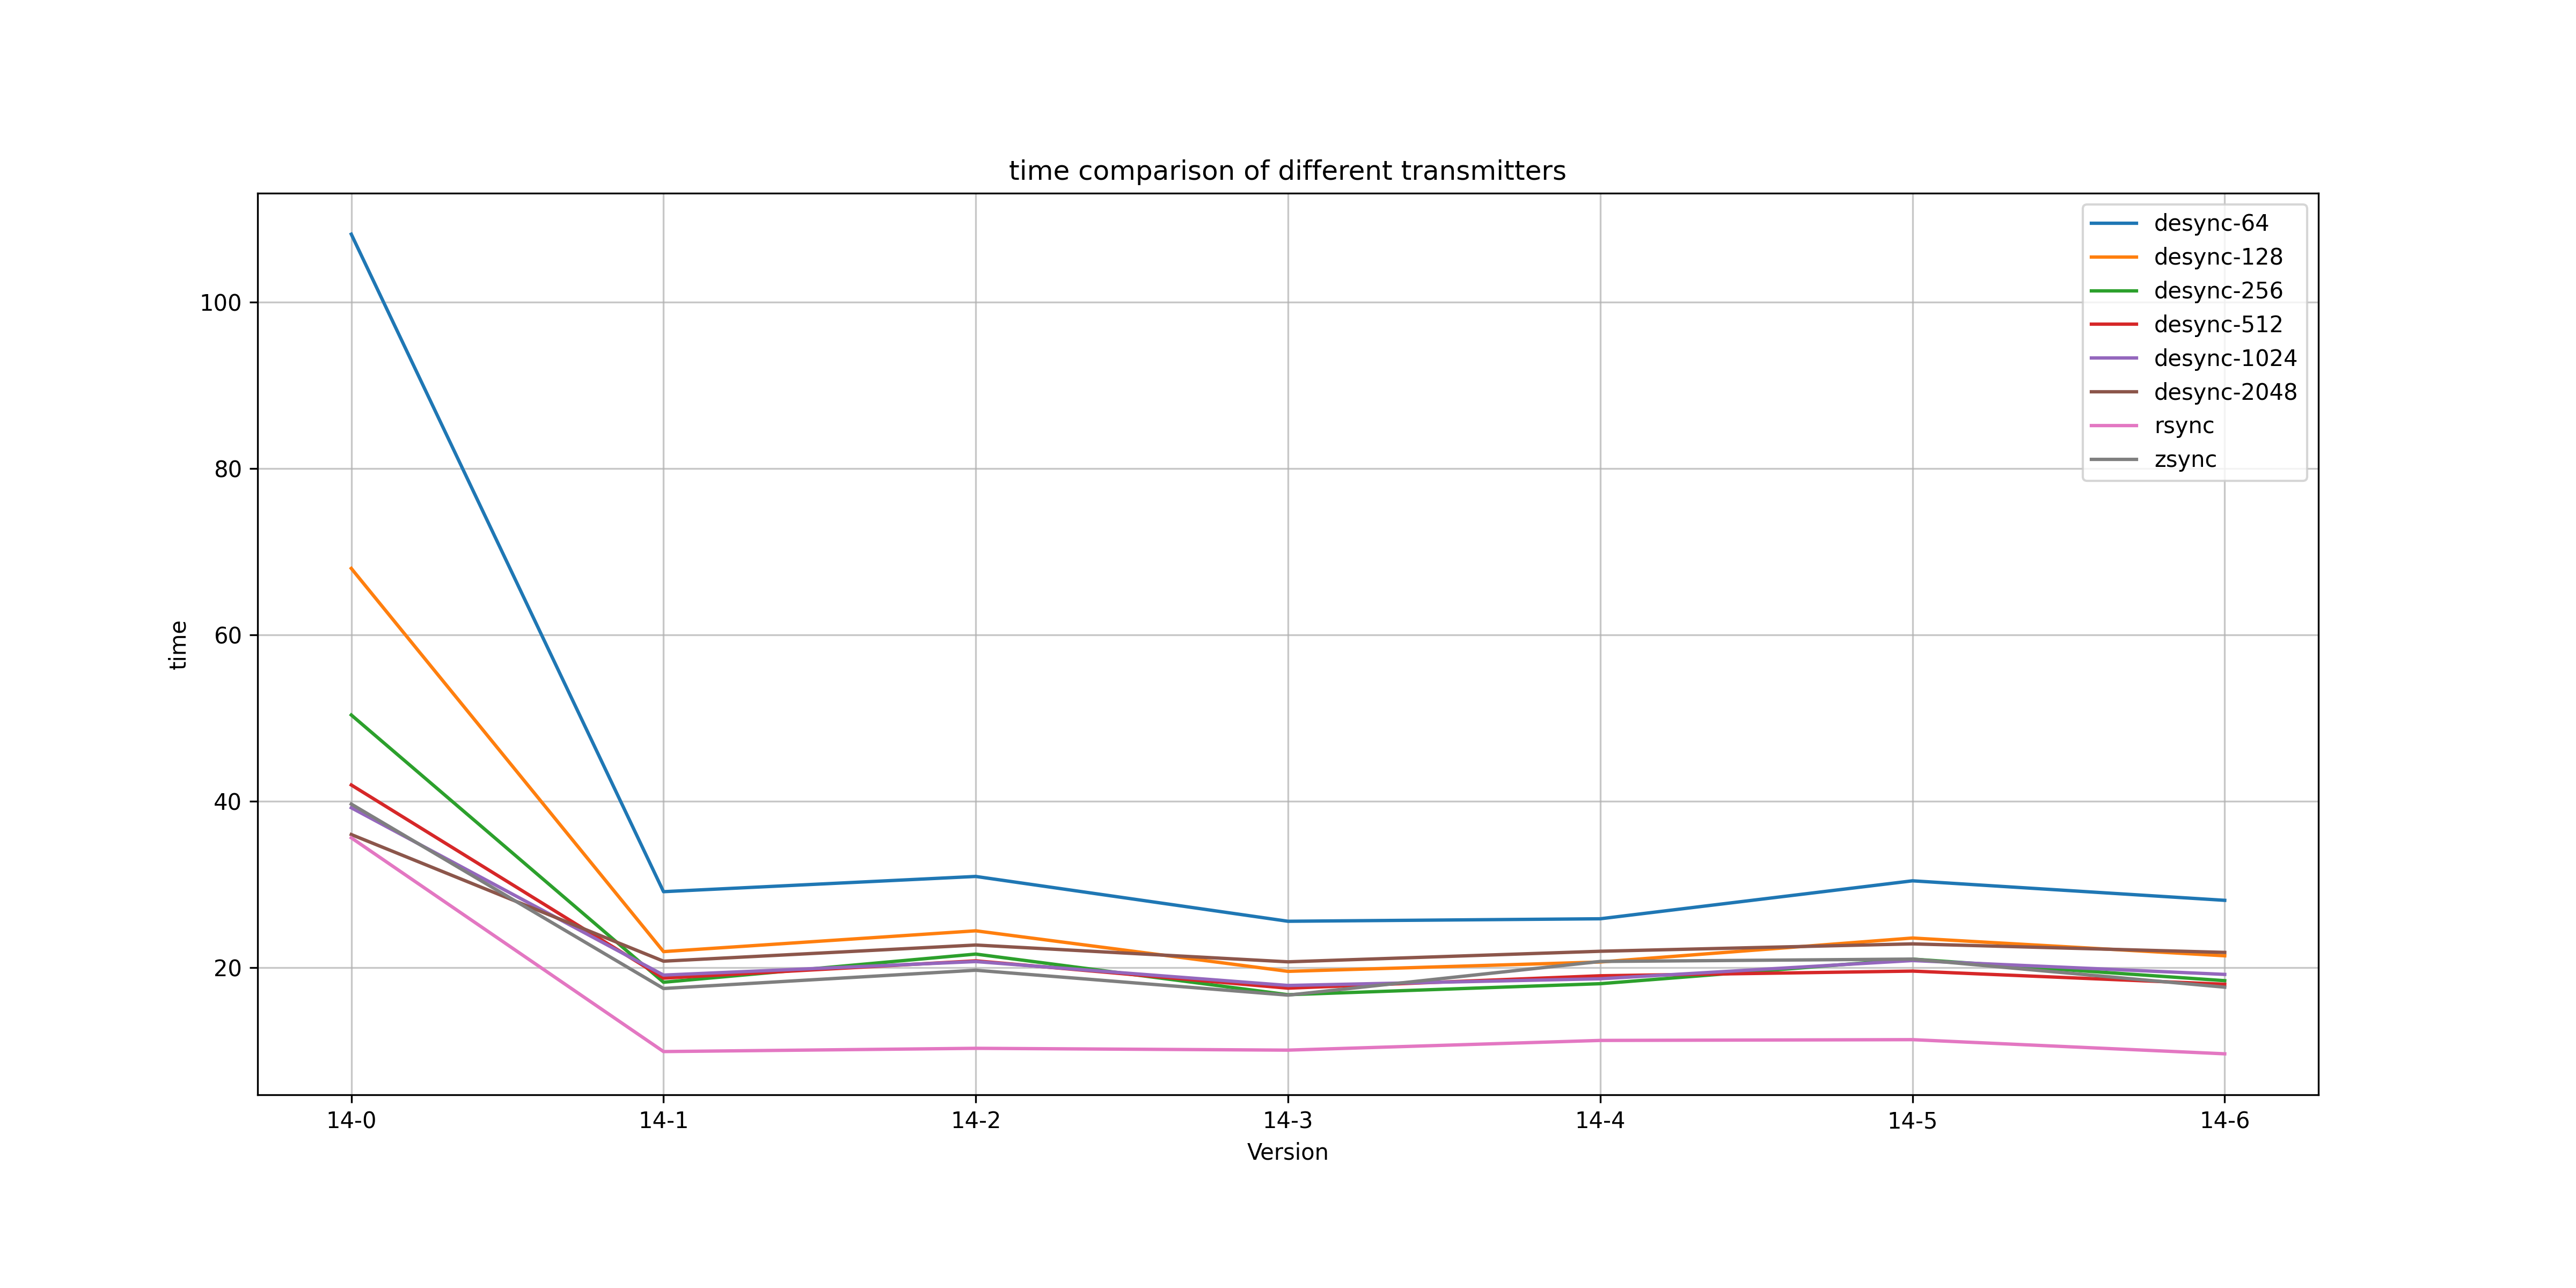 time comparison of different transmitters
desync-64
desync-128
desync-256
desync-512
desync-1024
desync-2048
rsync
zsync
100
80
60
40
20
time
14-0 14-1 14-2 14-3 14-4 14-5 14-6
Version